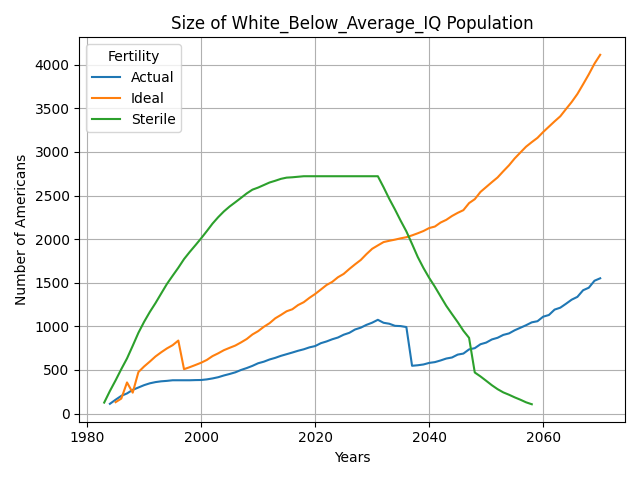 Size of White_Below_Average_IQ Population
Fertility
Actual
Ideal
Sterile
Number of Americans
4000
3500
3000
2500
2000
1500
1000
500
0
1980
2000
2020
2040
2060
Years